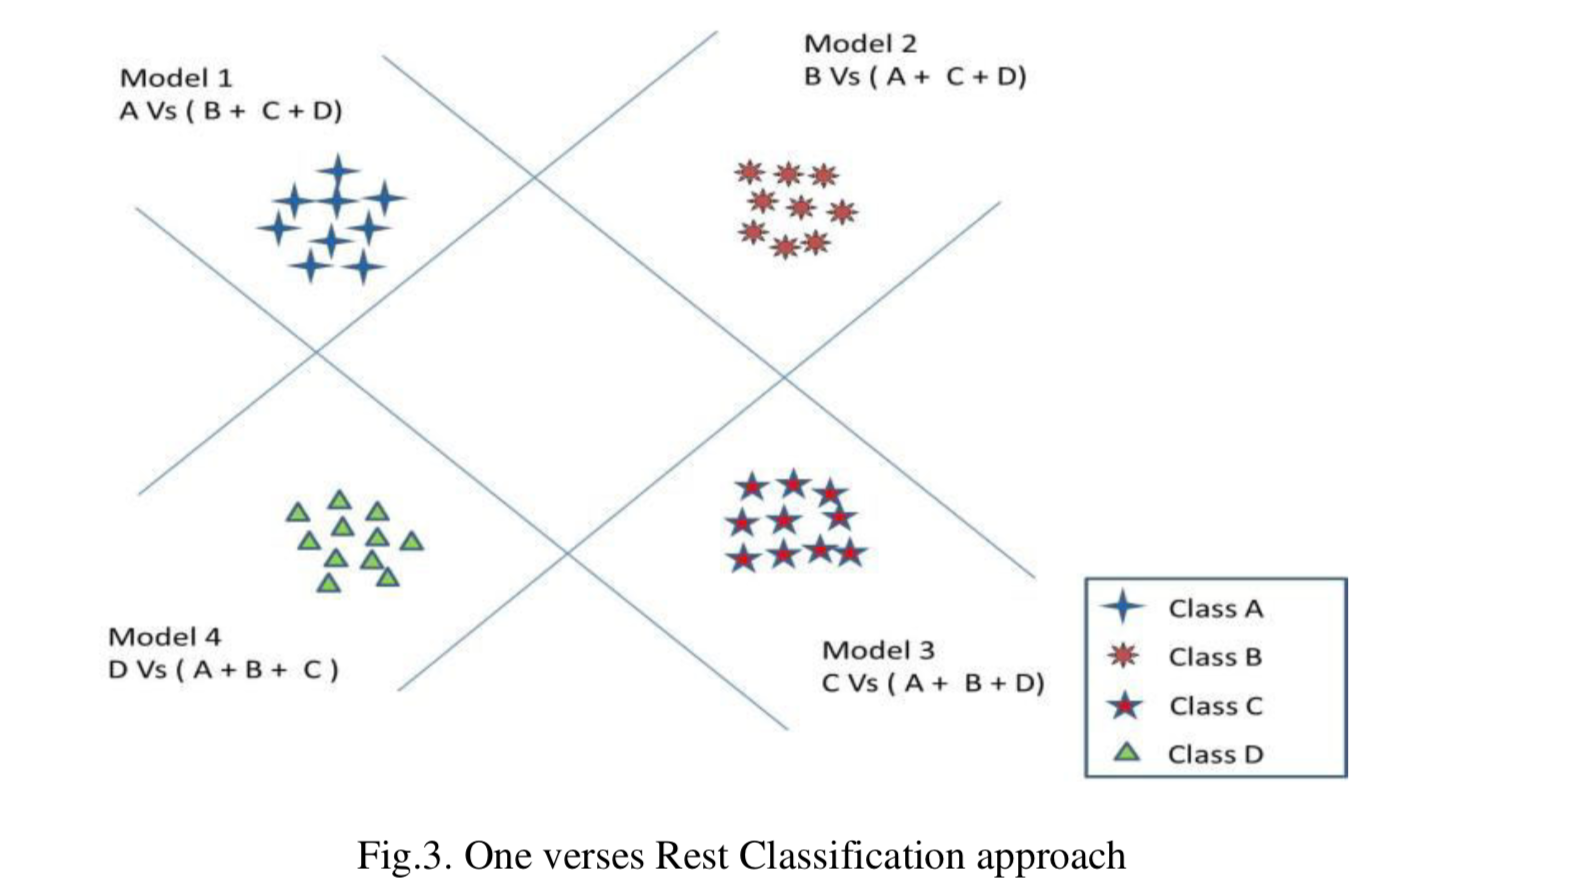 Model 1
A Vs ( B + C + D)
Model 2
B Vs ( A + C + D)
Model 4
D Vs ( A + B + C )
Model 3
C Vs ( A + B + D)
Class A
Class B
Class C
Class D
Fig.3. One verses Rest Classification approach